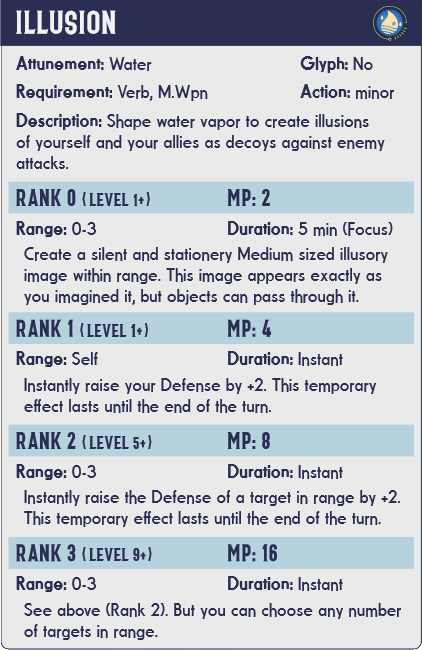 ILLUSION
Attunement: Water Glyph: No
Requirement: Verb, M.Wpn Action: minor
Description: Shape water vapor to create illusions
of yourself and your allies as decoys against enemy
attacks.
RANK 0 (LEVEL 1+) MP: 2
Range: 0-3 Duration: 5 min (Focus)
Create a silent and stationery Medium sized illusory
image within range. This image appears exactly as
you imagined it, but objects can pass through it.
RANK 1 (LEVEL 1+) MP: 4
Range: Self Duration: Instant
Instantly raise your Defense by +2. This temporary
effect lasts until the end of the turn.
RANK 2 (LEVEL 5+) MP: 8
Range: 0-3 Duration: Instant
Instantly raise the Defense of a target in range by +2.
This temporary effect lasts until the end of the turn.
RANK 3 (LEVEL 9+) MP: 16
Range: 0-3 Duration: Instant
See above (Rank 2). But you can choose any number
of targets in range.